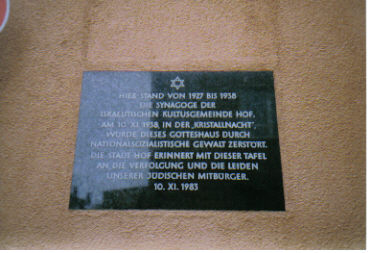 HIER STAND VON 1927 BIS 1938
DIE SYNAGOGE DER
ISRAELITISCHEN KULTUSGEMEINDE HOF.
AM 10. XI. 1938, IN DER „KRISTALLNACHT",
WURDE DIESES GOTTESHAUS DURCH
NATIONALSOZIALISTISCHE GEWALT ZERSTÖRT.
DIE STADT HOF ERINNERT MIT DIESER TAFEL
AN DIE VERFOLGUNG UND DIE LEIDEN
UNSERER JÜDISCHEN MITBÜRGER.
10. XI. 1983